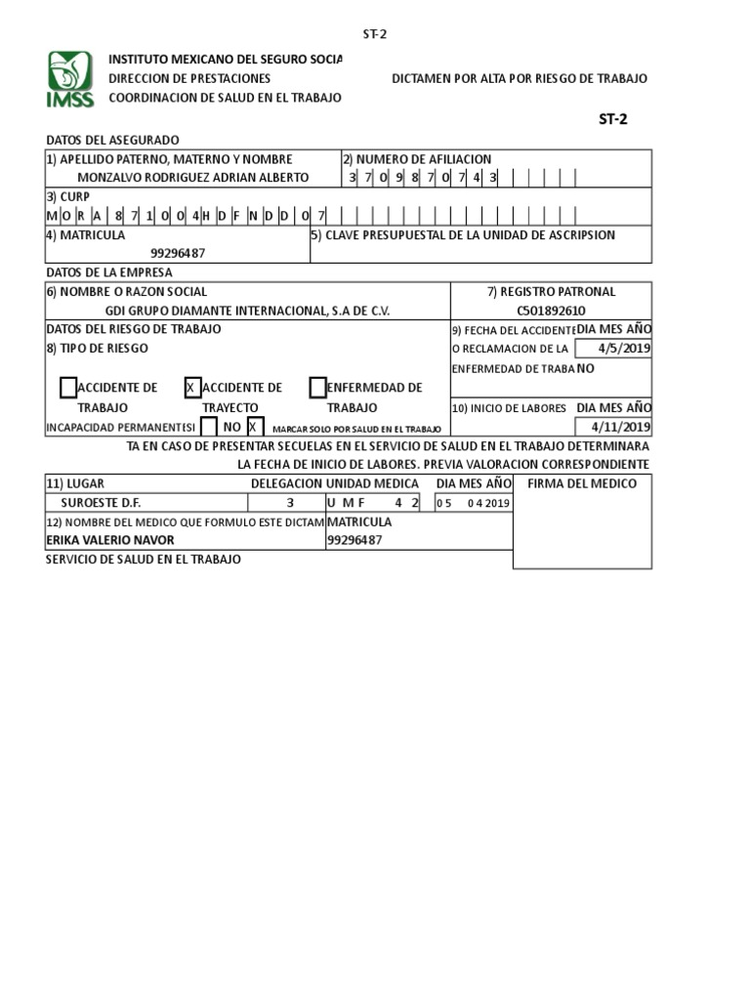 ST-2
INSTITUTO MEXICANO DEL SEGURO SOCIA
DIRECCION DE PRESTACIONES DICTAMEN POR ALTA POR RIESGO DE TRABAJO
IMSS COORDINACION DE SALUD EN EL TRABAJO
ST-2
DATOS DEL ASEGURADO
1) APELLIDO PATERNO, MATERNO Y NOMBRE 2) NUMERO DE AFILIACION
MONZALVO RODRIGUEZ ADRIAN ALBERTO 3 7 0 9 8 7 0 7 4 3
3) CURP
M O R A 8 7 1 0 0 4 H D F N D D 0 7
4) MATRICULA 5) CLAVE PRESUPUESTAL DE LA UNIDAD DE ASCRIPSION
99296487
DATOS DE LA EMPRESA
6) NOMBRE O RAZON SOCIAL 7) REGISTRO PATRONAL
GDI GRUPO DIAMANTE INTERNACIONAL, S.A DE C.V. C501892610
DATOS DEL RIESGO DE TRABAJO 9) FECHA DEL ACCIDENTE DIA MES AÑO
8) TIPO DE RIESGO O RECLAMACION DE LA 4/5/2019
ENFERMEDAD DE TRABA NO
ACCIDENTE DE X ACCIDENTE DE ENFERMEDAD DE
TRABAJO TRAYECTO TRABAJO 10) INICIO DE LABORES DIA MES AÑO
INCAPACIDAD PERMANENTE SI NO X MARCAR SOLO POR SALUD EN EL TRABAJO 4/11/2019
TA EN CASO DE PRESENTAR SECUELAS EN EL SERVICIO DE SALUD EN EL TRABAJO DETERMINARA
LA FECHA DE INICIO DE LABORES. PREVIA VALORACION CORRESPONDIENTE
11) LUGAR DELEGACION UNIDAD MEDICA DIA MES AÑO FIRMA DEL MEDICO
SUROESTE D.F. 3 U M F 4 2 0 5 0 4 2019
12) NOMBRE DEL MEDICO QUE FORMULO ESTE DICTAM MATRICULA
ERIKA VALERIO NAVOR 99296487
SERVICIO DE SALUD EN EL TRABAJO